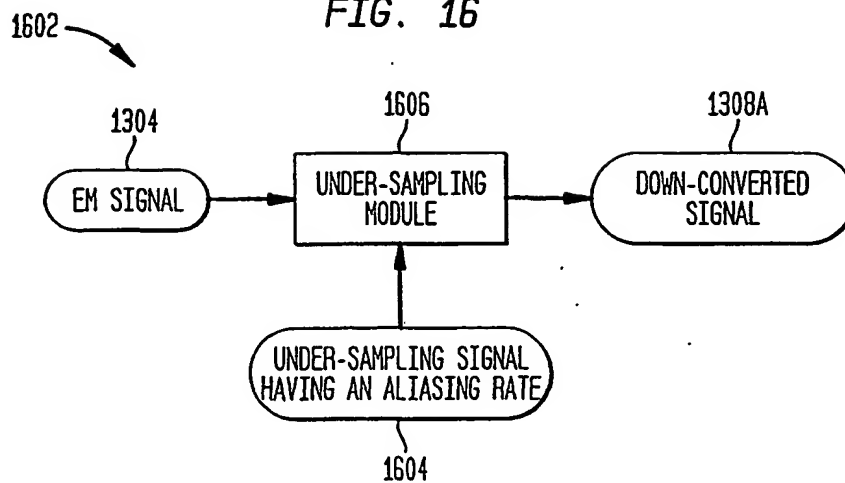 FIG. 16
1602
1304
1606
1308A
EM SIGNAL
UNDER-SAMPLING
MODULE
DOWN-CONVERTED
SIGNAL
UNDER-SAMPLING SIGNAL
HAVING AN ALIASING RATE
1604